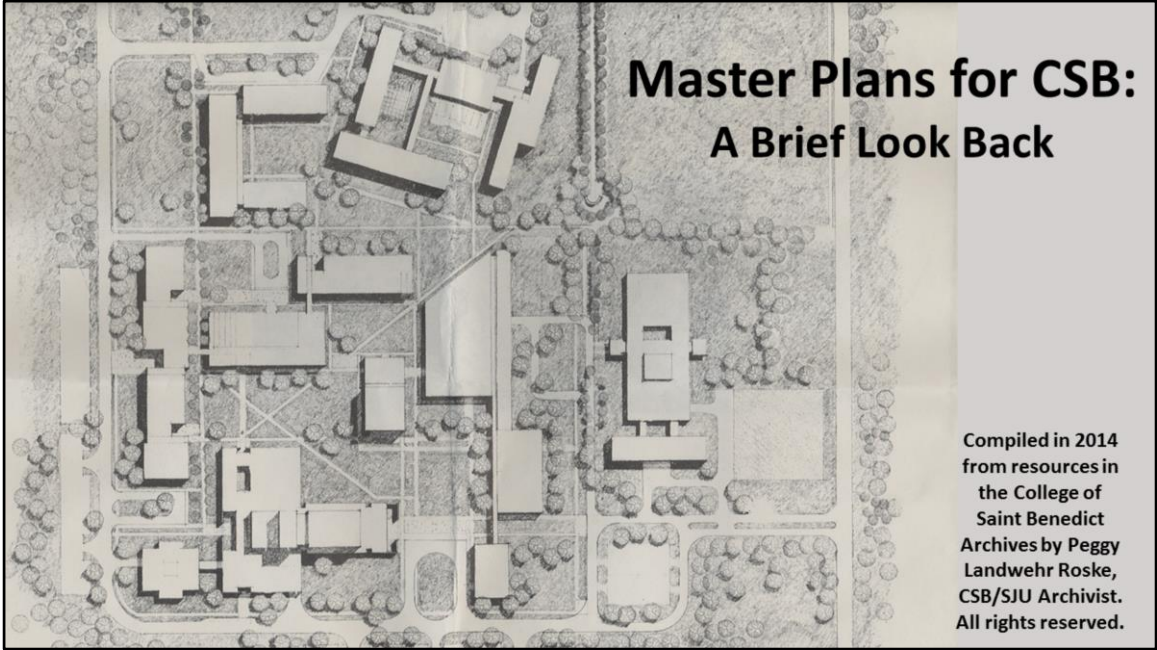 Master Plans for CSB:
A Brief Look Back
Compiled in 2014
from resources in
the College of
Saint Benedict
Archives by Peggy
Landwehr Roske,
CSB/SJU Archivist.
All rights reserved.